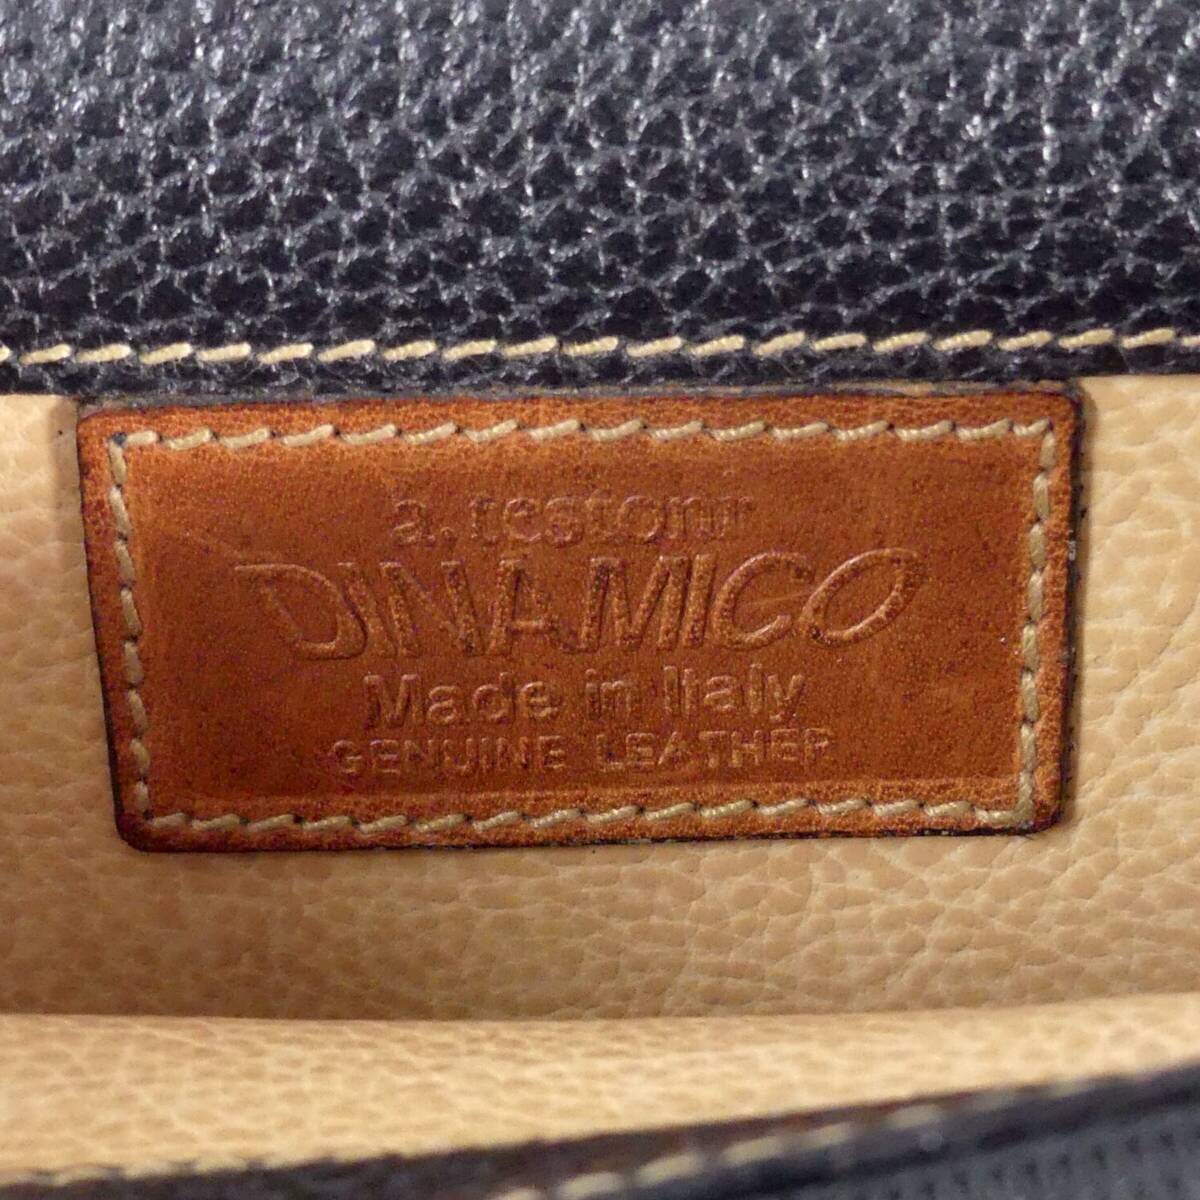 a. testoni
DINAMICO
Made in Italy
GENUINE LEATHER